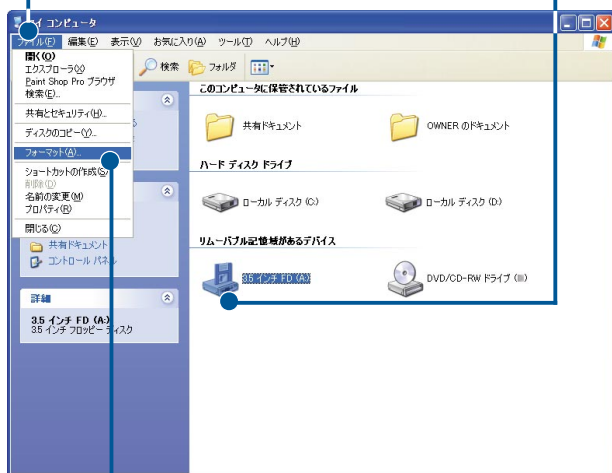 マイ コンピュータ
ファイル(F) 編集(E) 表示(V) お気に入り(A) ツール(T) ヘルプ(H)
開く(O)
エクスプローラ(X)
Paint Shop Pro ブラウザ
検索(E)...
共有とセキュリティ(H)...
ディスクのコピー(Y)...
フォーマット(A)...
ショートカットの作成(S)
削除(D)
名前の変更(M)
プロパティ(R)
閉じる(C)
検索 フォルダ
共有ドキュメント
コントロール パネル
詳細
3.5 インチ FD (A:)
3.5 インチ フロッピー ディスク
このコンピュータに保管されているファイル
共有ドキュメント
OWNER のドキュメント
ハード ディスク ドライブ
ローカル ディスク (C:)
ローカル ディスク (D:)
リムーバブル記憶域があるデバイス
3.5 インチ FD (A:)
DVD/CD-RW ドライブ